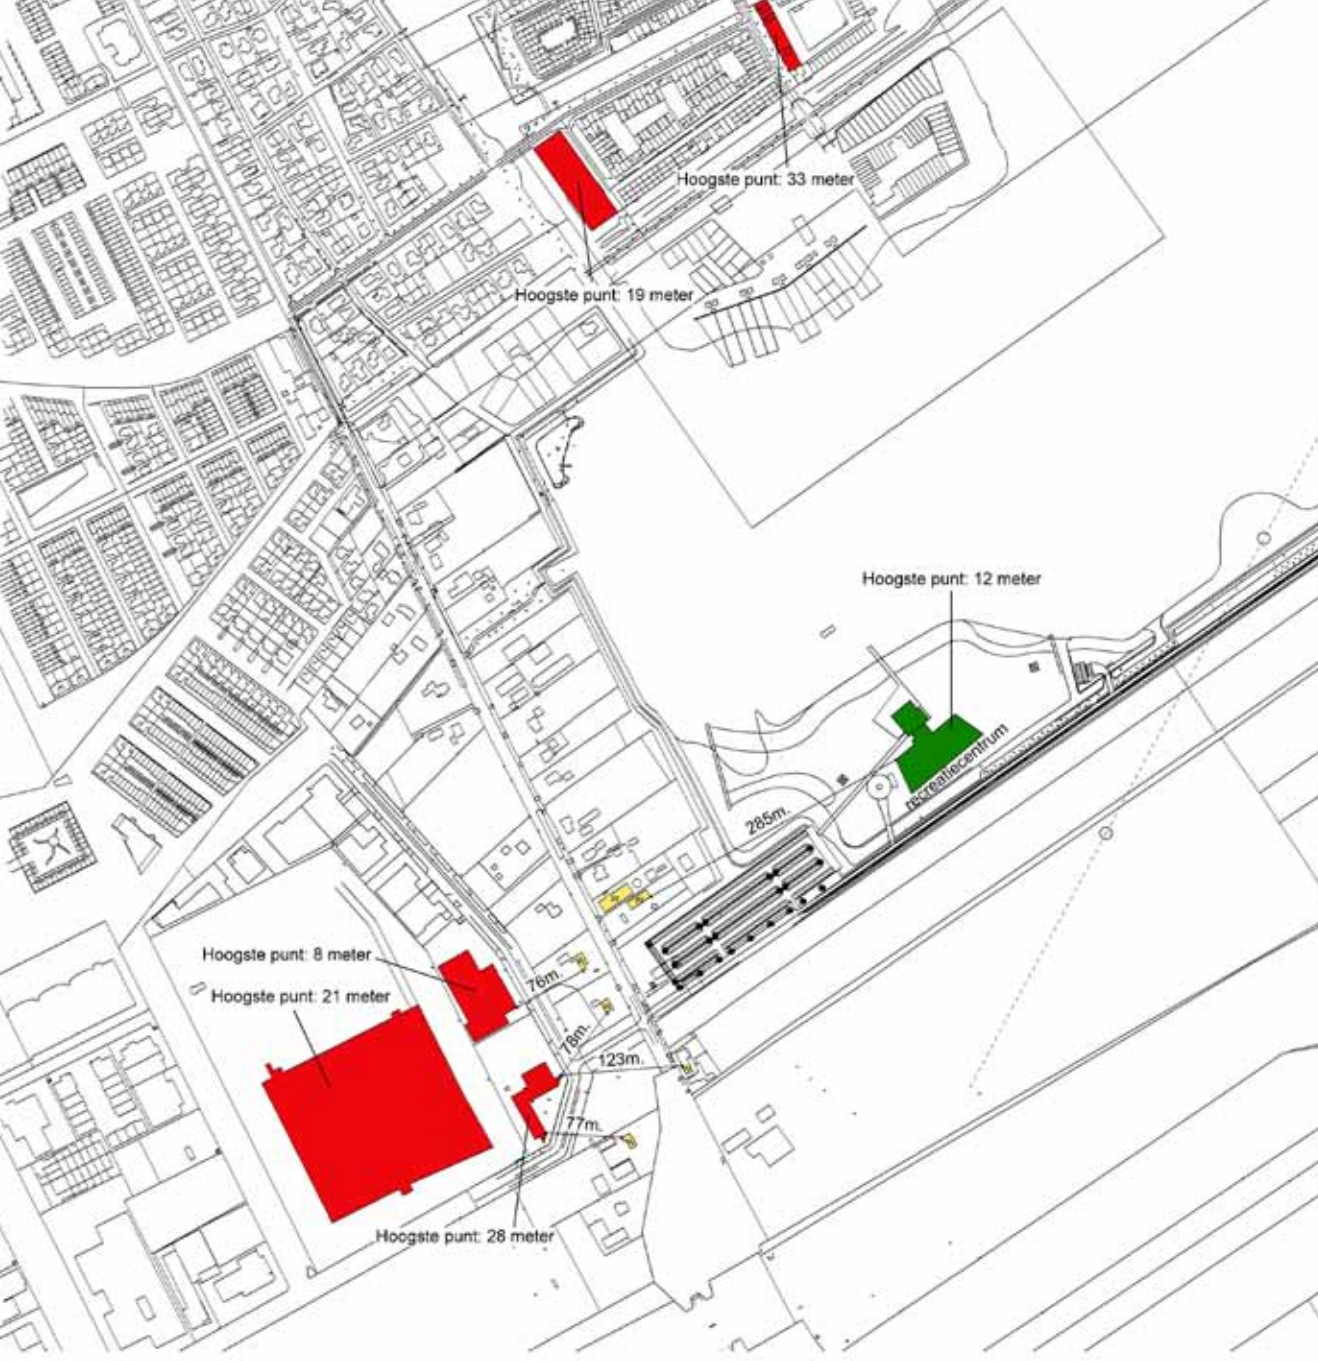 Hoogste punt: 33 meter
Hoogste punt: 19 meter
Hoogste punt: 12 meter
recreatiecentrum
285m.
Hoogste punt: 8 meter
76m.
Hoogste punt: 21 meter
78m.
123m.
77m.
Hoogste punt: 28 meter